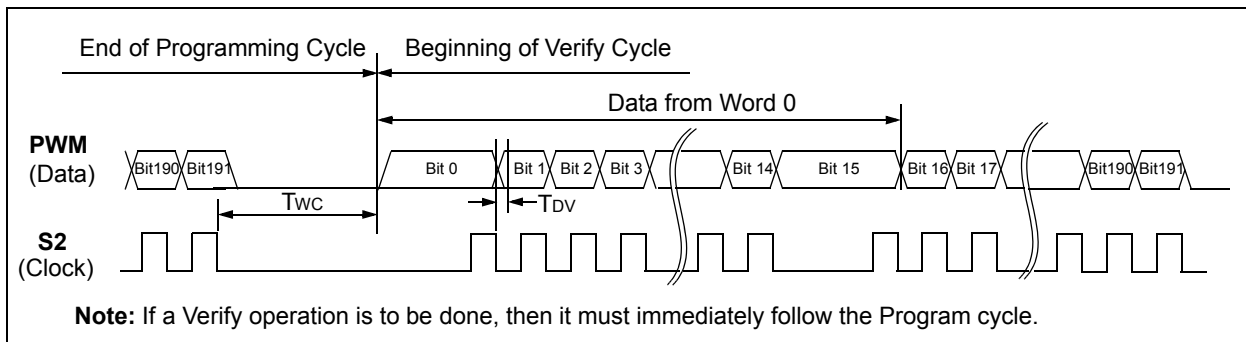 End of Programming Cycle Beginning of Verify Cycle
Data from Word 0
PWM
(Data)
Bit190 Bit191 Bit 0 Bit 1 Bit 2 Bit 3 Bit 14 Bit 15 Bit 16 Bit 17 Bit190 Bit191
TWC TDV
S2
(Clock)
Note: If a Verify operation is to be done, then it must immediately follow the Program cycle.